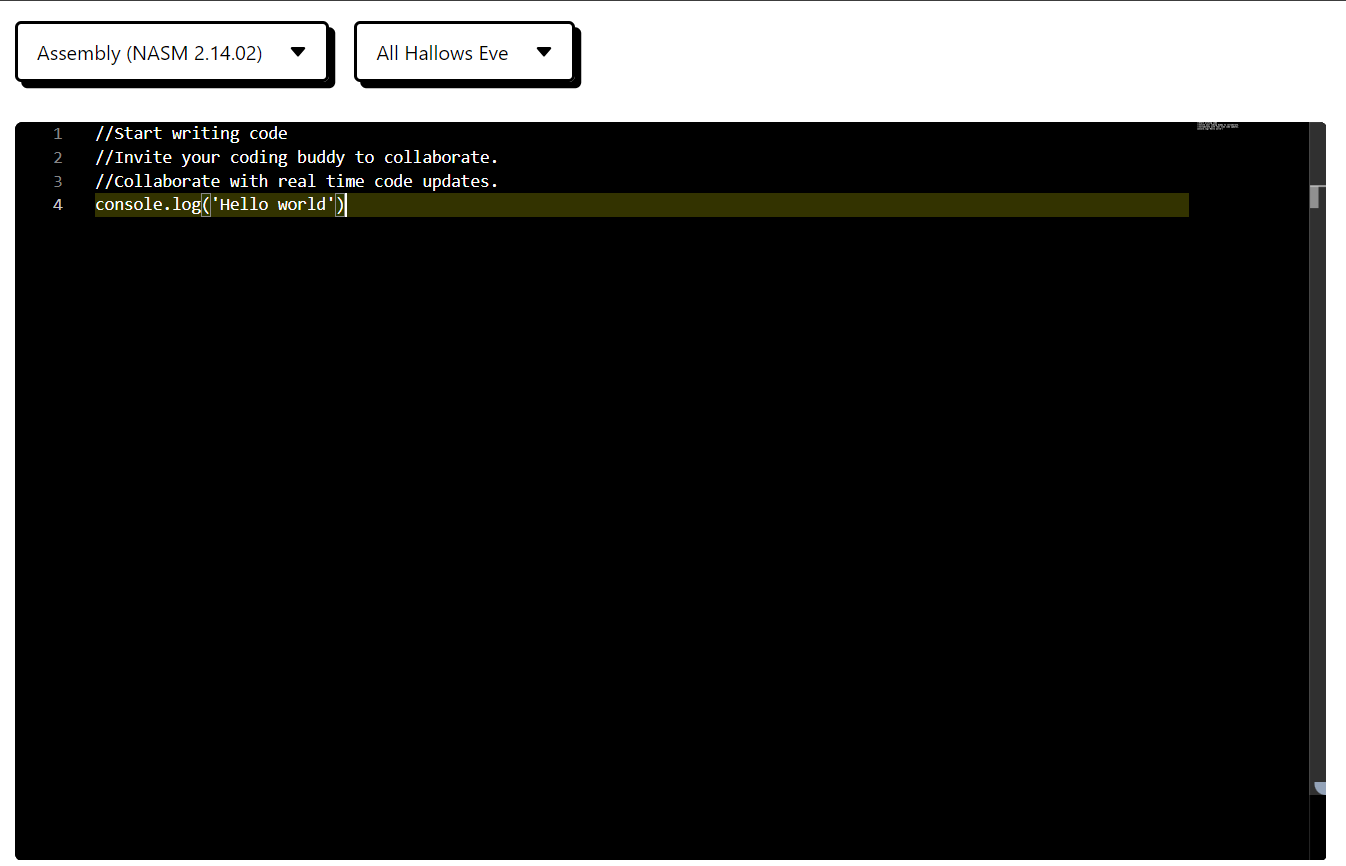 Assembly (NASM 2.14.02) All Hallows Eve
1 //Start writing code
2 //Invite your coding buddy to collaborate.
3 //Collaborate with real time code updates.
4 console.log('Hello world')